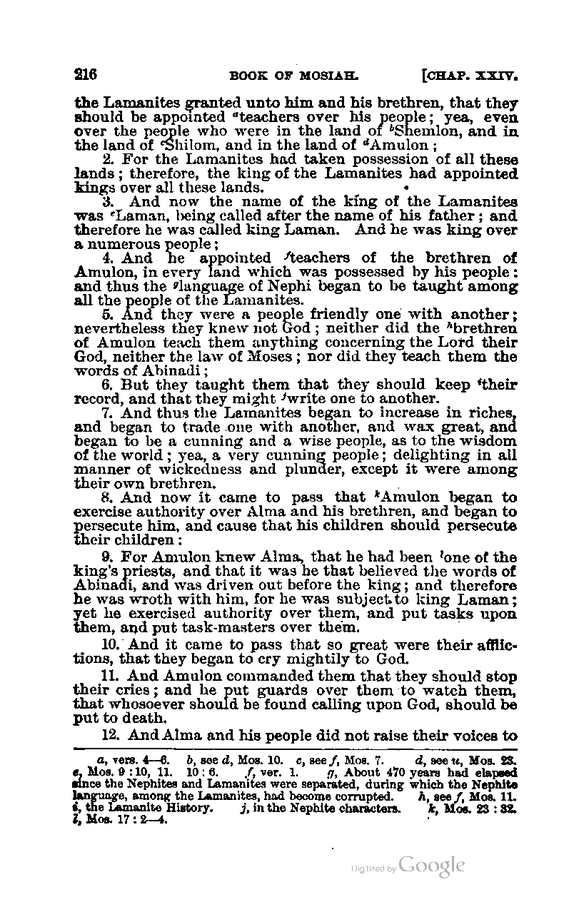 216 BOOK OF MOSIAH. [CHAP. XXIV.
the Lamanites granted unto him and his brethren, that they
should be appointed ᵃteachers over his people; yea, even
over the people who were in the land of ᵇShemlon, and in
the land of ᶜShilom, and in the land of ᵈAmulon;
2. For the Lamanites had taken possession of all these
lands; therefore, the king of the Lamanites had appointed
kings over all these lands.
3. And now the name of the king of the Lamanites
was ᵉLaman, being called after the name of his father; and
therefore he was called king Laman. And he was king over
a numerous people;
4. And he appointed ᶠteachers of the brethren of
Amulon, in every land which was possessed by his people:
and thus the ᵍlanguage of Nephi began to be taught among
all the people of the Lamanites.
5. And they were a people friendly one with another;
nevertheless they knew not God; neither did the ʰbrethren
of Amulon teach them anything concerning the Lord their
God, neither the law of Moses; nor did they teach them the
words of Abinadi;
6. But they taught them that they should keep ⁱtheir
record, and that they might ʲwrite one to another.
7. And thus the Lamanites began to increase in riches,
and began to trade one with another, and wax great, and
began to be a cunning and a wise people, as to the wisdom
of the world; yea, a very cunning people; delighting in all
manner of wickedness and plunder, except it were among
their own brethren.
8. And now it came to pass that ᵏAmulon began to
exercise authority over Alma and his brethren, and began to
persecute him, and cause that his children should persecute
their children:
9. For Amulon knew Alma, that he had been ˡone of the
king's priests, and that it was he that believed the words of
Abinadi, and was driven out before the king; and therefore
he was wroth with him, for he was subject to king Laman;
yet he exercised authority over them, and put tasks upon
them, and put task-masters over them.
10. And it came to pass that so great were their afflic-
tions, that they began to cry mightily to God.
11. And Amulon commanded them that they should stop
their cries; and he put guards over them to watch them,
that whosoever should be found calling upon God, should be
put to death.
12. And Alma and his people did not raise their voices to
a, vers. 4—6. b, see d, Mos. 10. c, see f, Mos. 7. d, see u, Mos. 23.
e, Mos. 9:10, 11. 10:6. f, ver. 1. g, About 470 years had elapsed
since the Nephites and Lamanites were separated, during which the Nephite
language, among the Lamanites, had become corrupted. h, see f, Mos. 11.
i, the Lamanite History. j, in the Nephite characters. k, Mos. 23:32.
l, Mos. 17:2—4.
Digitized by Google